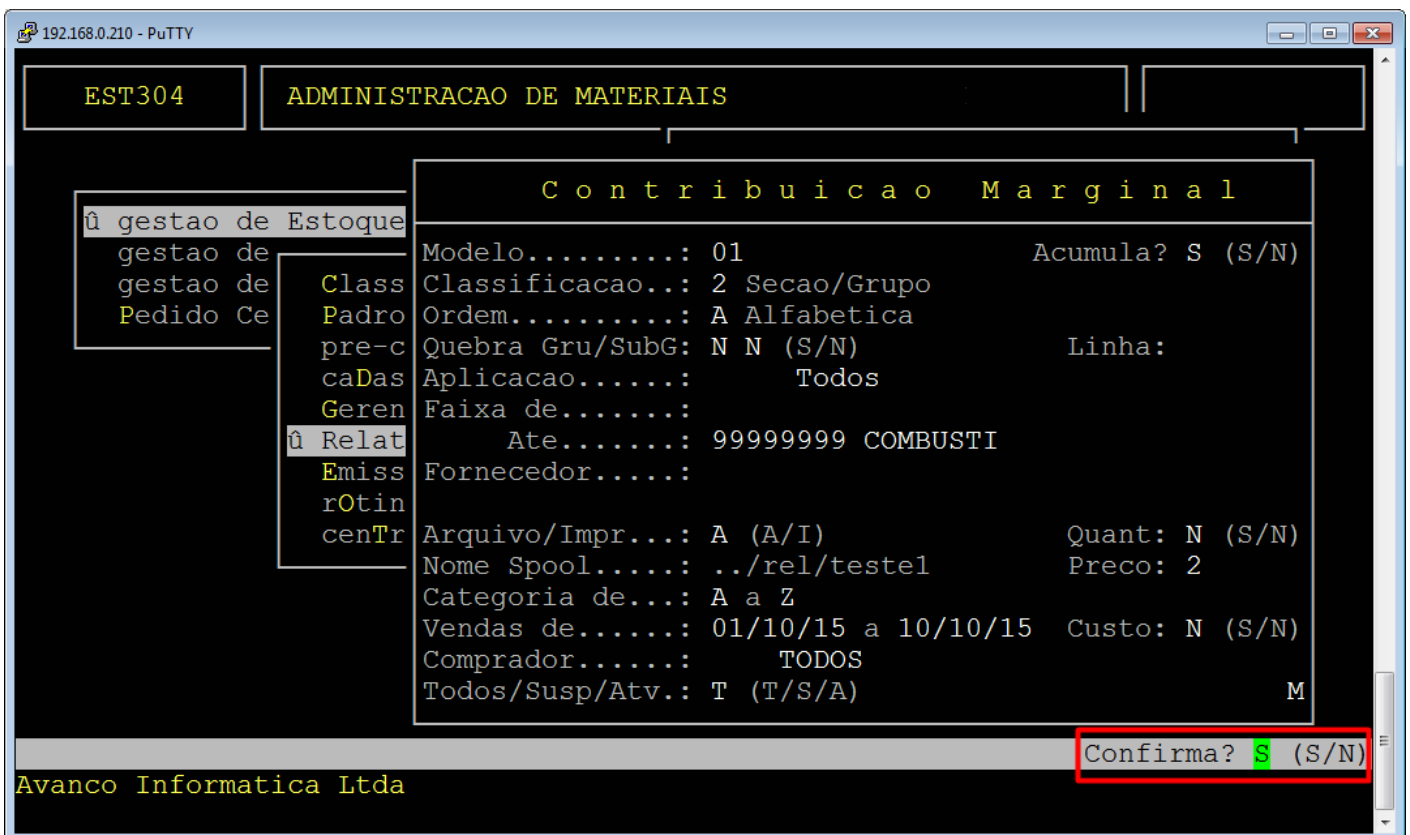 192.168.0.210 - PuTTY
EST304 ADMINISTRACAO DE MATERIAIS
C o n t r i b u i c a o M a r g i n a l
û gestao de Estoque
gestao de
gestao de
Pedido Ce
Class
Padro
pre-c
caDas
Geren
û Relat
Emiss
rOtin
cenTr
Modelo.........: 01 Acumula? S (S/N)
Classificacao..: 2 Secao/Grupo
Ordem..........: A Alfabetica
Quebra Gru/SubG: N N (S/N) Linha:
Aplicacao......: Todos
Faixa de.......:
Ate.......: 99999999 COMBUSTI
Fornecedor.....:
Arquivo/Impr...: A (A/I) Quant: N (S/N)
Nome Spool.....: ../rel/teste1 Preco: 2
Categoria de...: A a Z
Vendas de......: 01/10/15 a 10/10/15 Custo: N (S/N)
Comprador......: TODOS
Todos/Susp/Atv.: T (T/S/A) M
Confirma? S (S/N)
Avanco Informatica Ltda